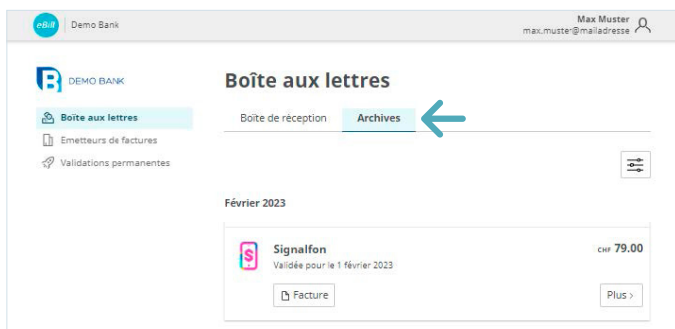 eBill Demo Bank
Max Muster
max.muster@mailadresse
DEMO BANK
Boîte aux lettres
Emetteurs de factures
Validations permanentes
Boîte aux lettres
Boîte de réception Archives
Février 2023
Signalfon
Validée pour le 1 février 2023
CHF 79.00
Facture
Plus >